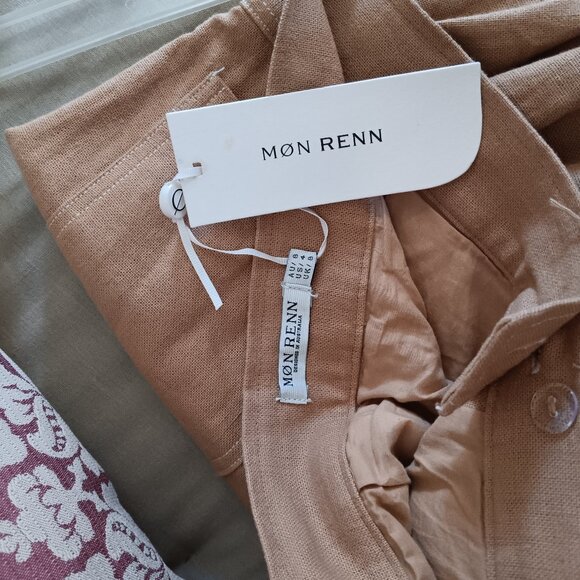 MØN RENN
Ø
AU/ 8
US/ 4
UK/ 8
MØN RENN
DESIGNED IN AUSTRALIA